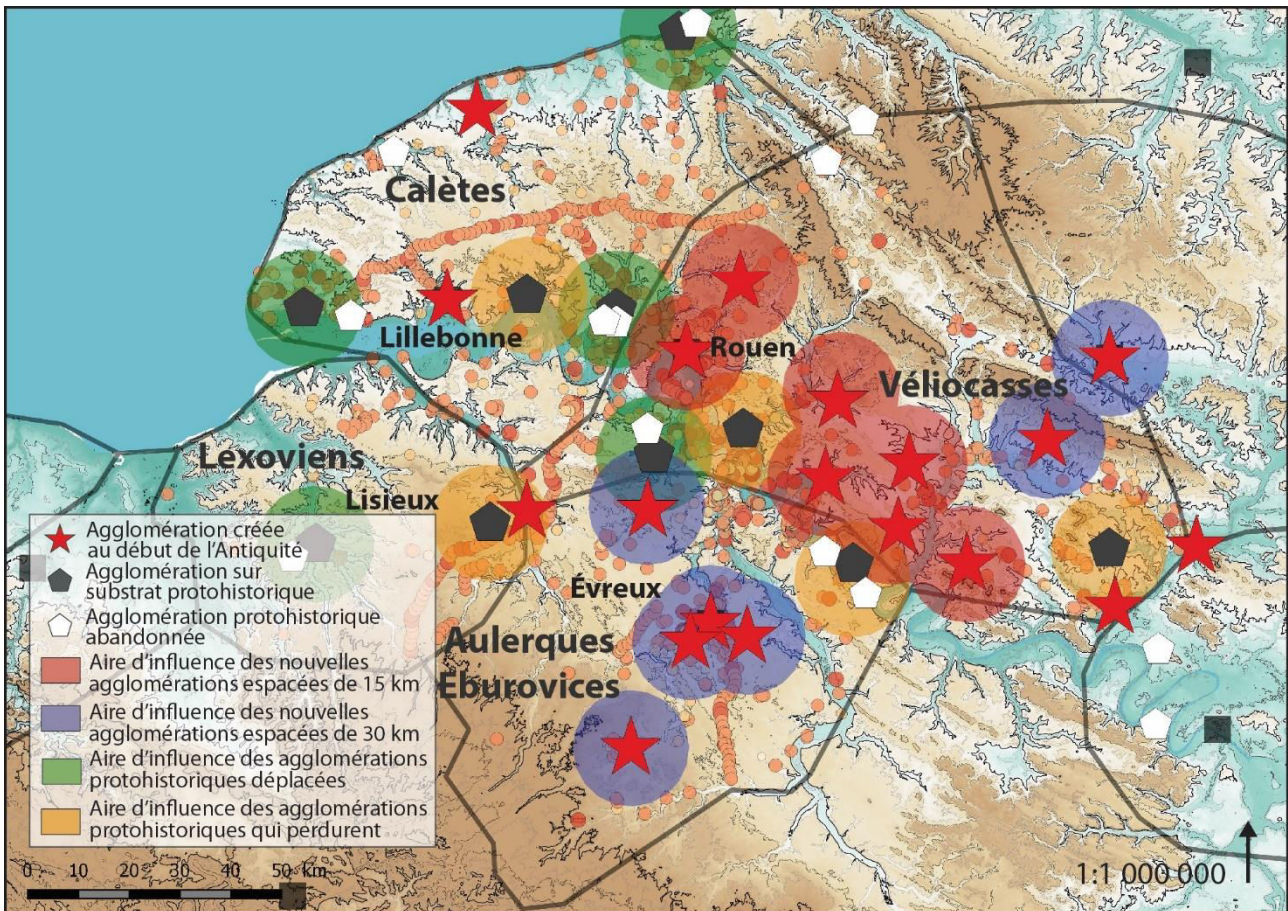 Calètes
Lillebonne
Rouen
Véliocasses
Lexoviens
Lisieux
Évreux
Aulerques
Eburovices
Agglomération créée
au début de l'Antiquité
Agglomération sur
substrat protohistorique
Agglomération protohistorique
abandonnée
Aire d'influence des nouvelles
agglomérations espacées de 15 km
Aire d'influence des nouvelles
agglomérations espacées de 30 km
Aire d'influence des agglomérations
protohistoriques déplacées
Aire d'influence des agglomérations
protohistoriques qui perdurent
0 10 20 30 40 50 km
1:1 000 000